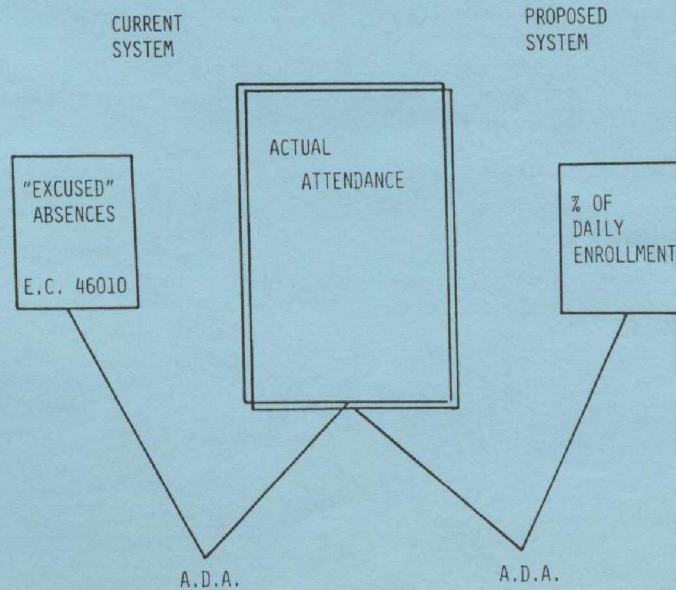 CURRENT
SYSTEM
PROPOSED
SYSTEM
"EXCUSED"
ABSENCES
E.C. 46010
ACTUAL
ATTENDANCE
% OF
DAILY
ENROLLMENT
A.D.A.
A.D.A.